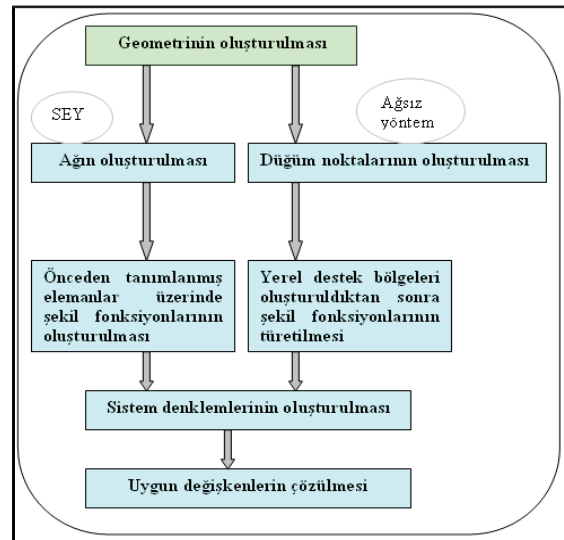 Geometrinin oluşturulması
SEY
Ağsız
yöntem
Ağın oluşturulması
Düğüm noktalarının oluşturulması
Önceden tanımlanmış
elemanlar üzerinde
şekil fonksiyonlarının
oluşturulması
Yerel destek bölgeleri
oluşturulduktan sonra
şekil fonksiyonlarının
türetilmesi
Sistem denklemlerinin oluşturulması
Uygun değişkenlerin çözülmesi